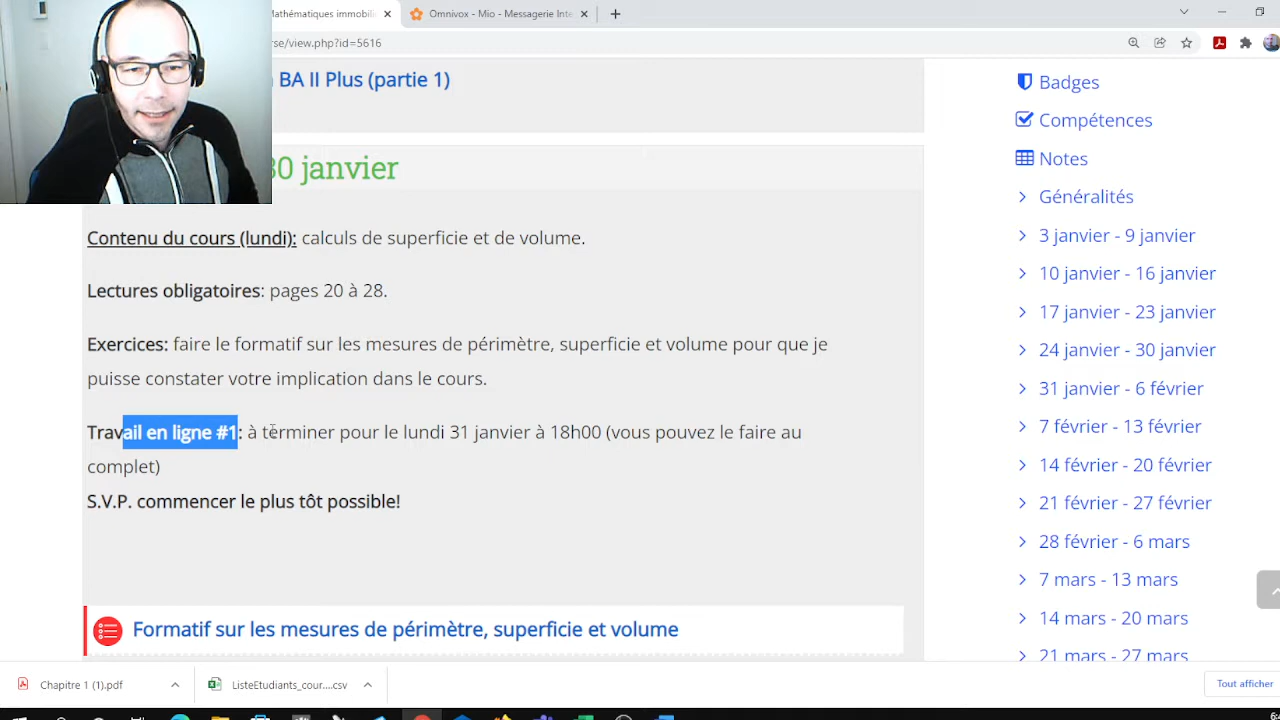 Mathématiques immobili
Omnivox - Mio - Messagerie Inte
rse/view.php?id=5616
BA II Plus (partie 1)
30 janvier
Contenu du cours (lundi): calculs de superficie et de volume.
Lectures obligatoires: pages 20 à 28.
Exercices: faire le formatif sur les mesures de périmètre, superficie et volume pour que je
puisse constater votre implication dans le cours.
Travail en ligne #1: à terminer pour le lundi 31 janvier à 18h00 (vous pouvez le faire au
complet)
S.V.P. commencer le plus tôt possible!
Formatif sur les mesures de périmètre, superficie et volume
Badges
Compétences
Notes
Généralités
3 janvier - 9 janvier
10 janvier - 16 janvier
17 janvier - 23 janvier
24 janvier - 30 janvier
31 janvier - 6 février
7 février - 13 février
14 février - 20 février
21 février - 27 février
28 février - 6 mars
7 mars - 13 mars
14 mars - 20 mars
21 mars - 27 mars
Chapitre 1 (1).pdf
ListeEtudiants_cour....csv
Tout afficher